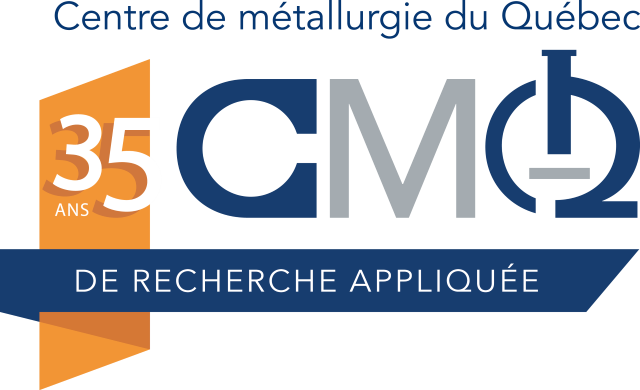 Centre de métallurgie du Québec
CMQ
35
ANS
DE RECHERCHE APPLIQUÉE